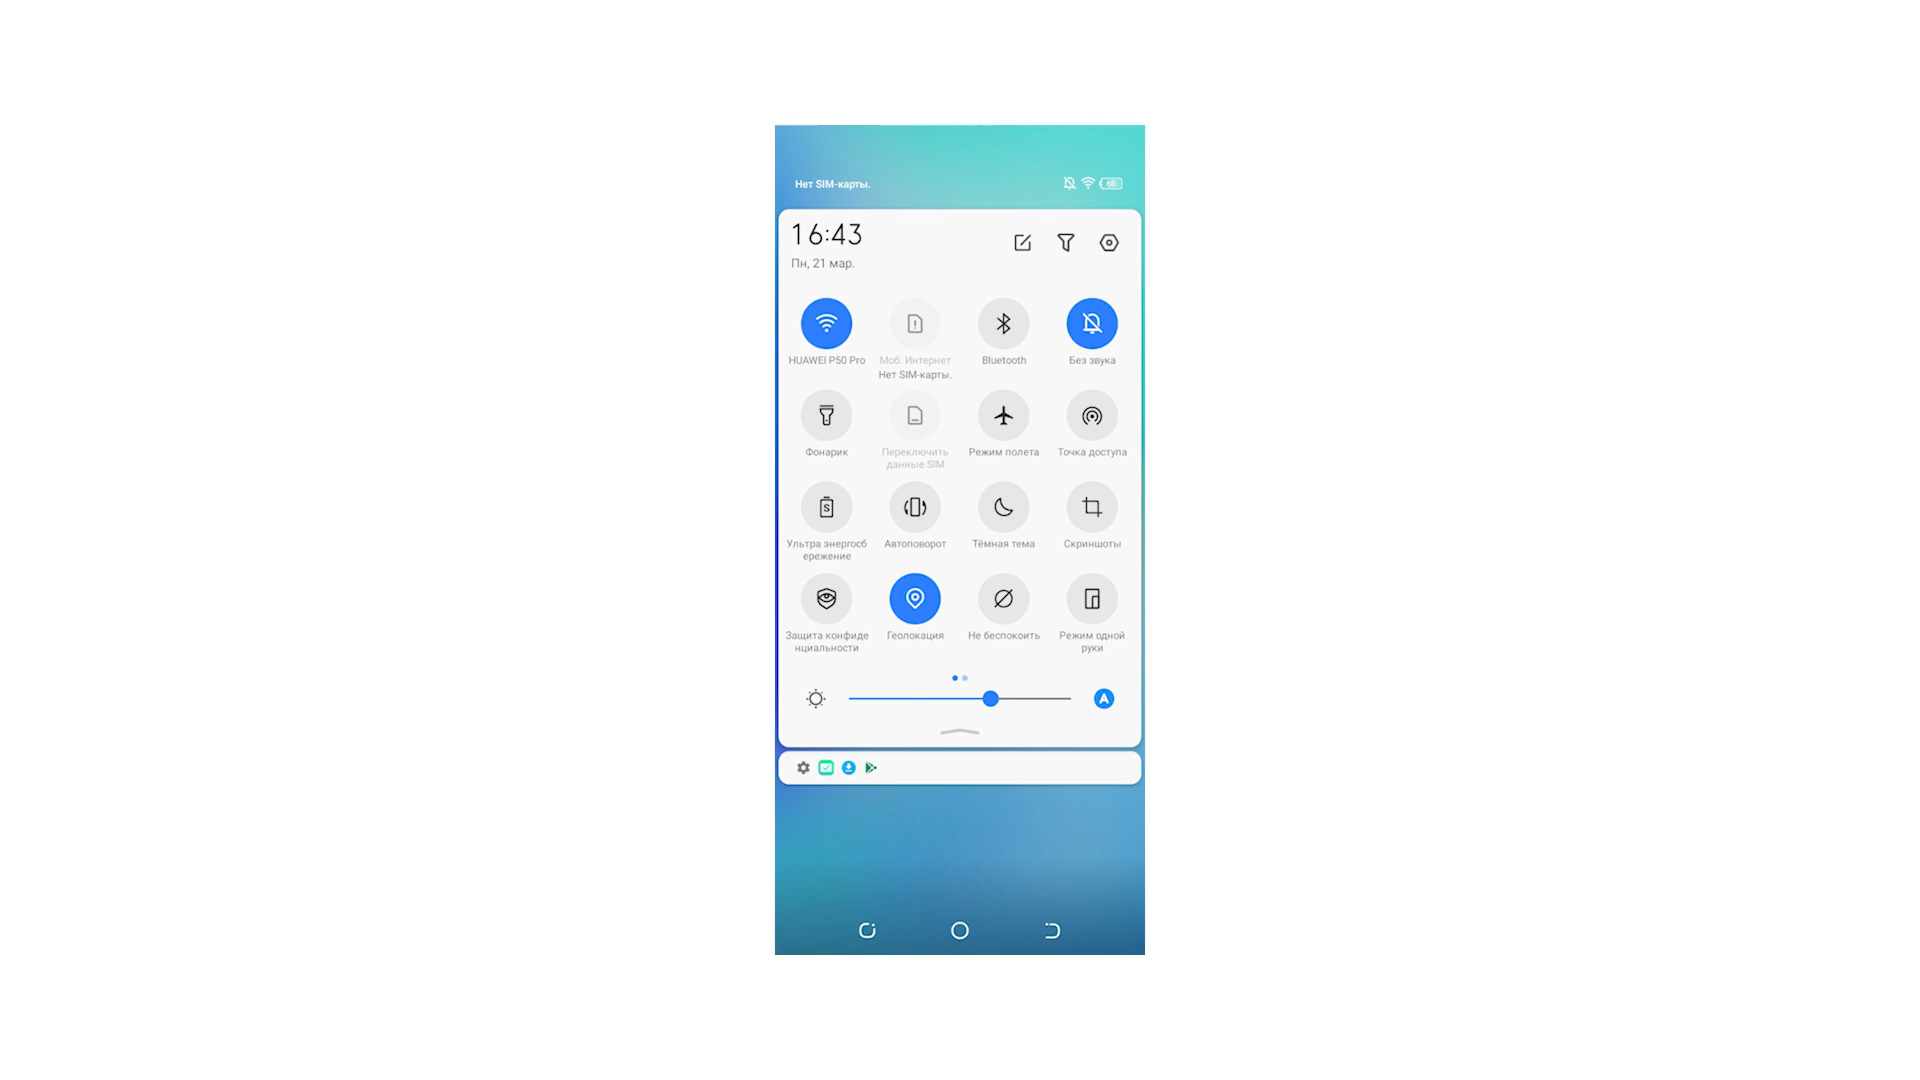 Нет SIM-карты.
68
16:43
Пн, 21 мар.
HUAWEI P50 Pro
Моб. Интернет
Bluetooth
Без звука
Нет SIM-карты.
Фонарик
Переключить
данные SIM
Режим полета
Точка доступа
Ультра энергосб
ережение
Автоповорот
Тёмная тема
Скриншоты
Защита конфиде
нциальности
Геолокация
Не беспокоить
Режим одной
руки
A